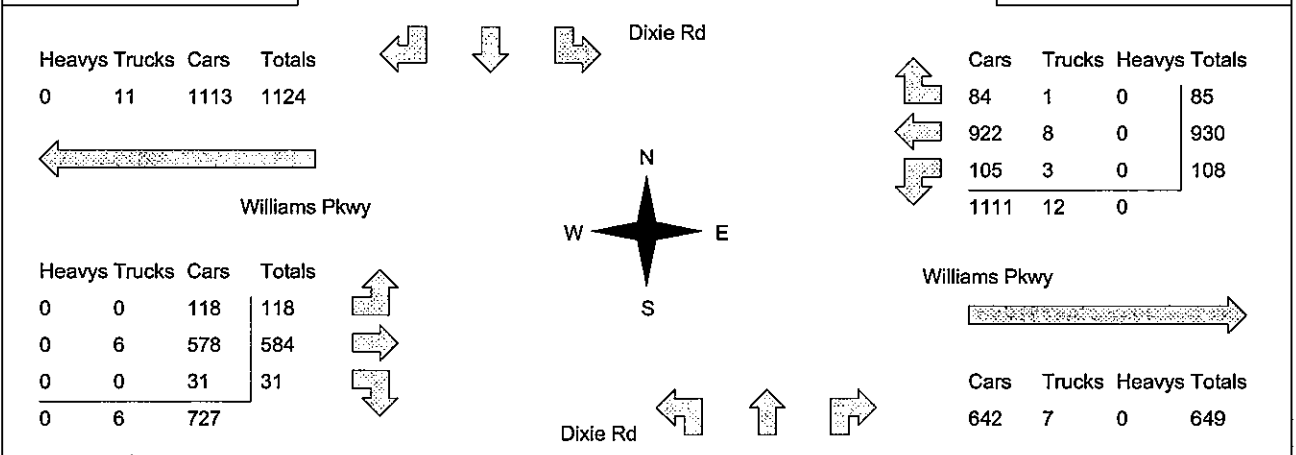 Dixie Rd
Heavys Trucks Cars Totals
0 11 1113 1124
Cars Trucks Heavys Totals
84 1 0 85
922 8 0 930
105 3 0 108
1111 12 0
Williams Pkwy
N
W E
S
Heavys Trucks Cars Totals
0 0 118 118
0 6 578 584
0 0 31 31
0 6 727
Williams Pkwy
Cars Trucks Heavys Totals
642 7 0 649
Dixie Rd